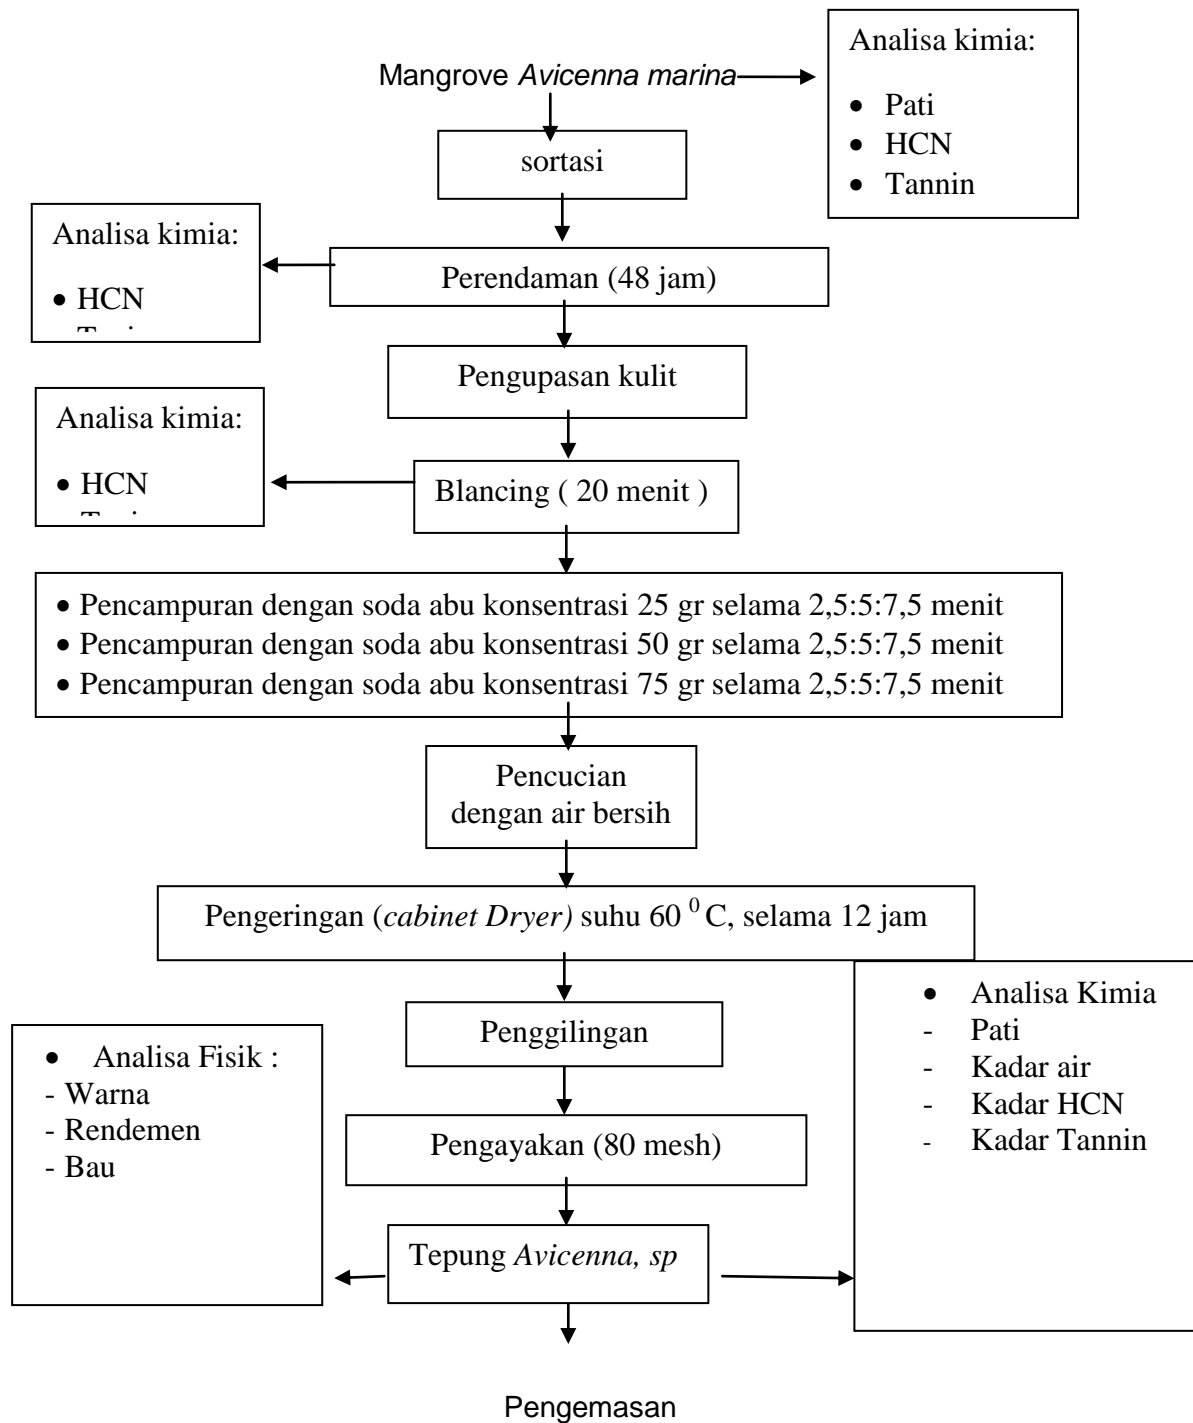 Mangrove Avicenna marina
Analisa kimia:
• Pati
• HCN
• Tannin
sortasi
Analisa kimia:
• HCN
Perendaman (48 jam)
Pengupasan kulit
Analisa kimia:
• HCN
Blancing ( 20 menit )
• Pencampuran dengan soda abu konsentrasi 25 gr selama 2,5:5:7,5 menit
• Pencampuran dengan soda abu konsentrasi 50 gr selama 2,5:5:7,5 menit
• Pencampuran dengan soda abu konsentrasi 75 gr selama 2,5:5:7,5 menit
Pencucian
dengan air bersih
Pengeringan (cabinet Dryer) suhu 60 ⁰ C, selama 12 jam
Penggilingan
• Analisa Kimia
- Pati
- Kadar air
- Kadar HCN
- Kadar Tannin
• Analisa Fisik :
- Warna
- Rendemen
- Bau
Pengayakan (80 mesh)
Tepung Avicenna, sp
Pengemasan